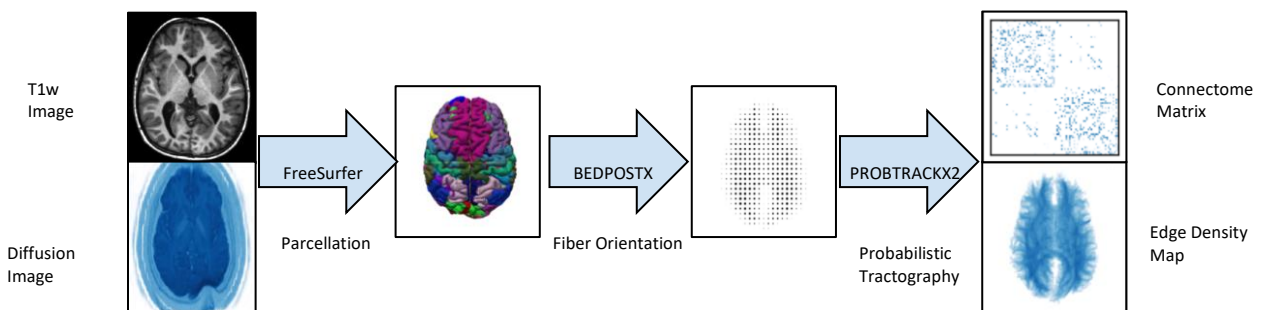 T1w
Image
Diffusion
Image
FreeSurfer
Parcellation
BEDPOSTX
Fiber Orientation
PROBTRACKX2
Probabilistic
Tractography
Connectome
Matrix
Edge Density
Map